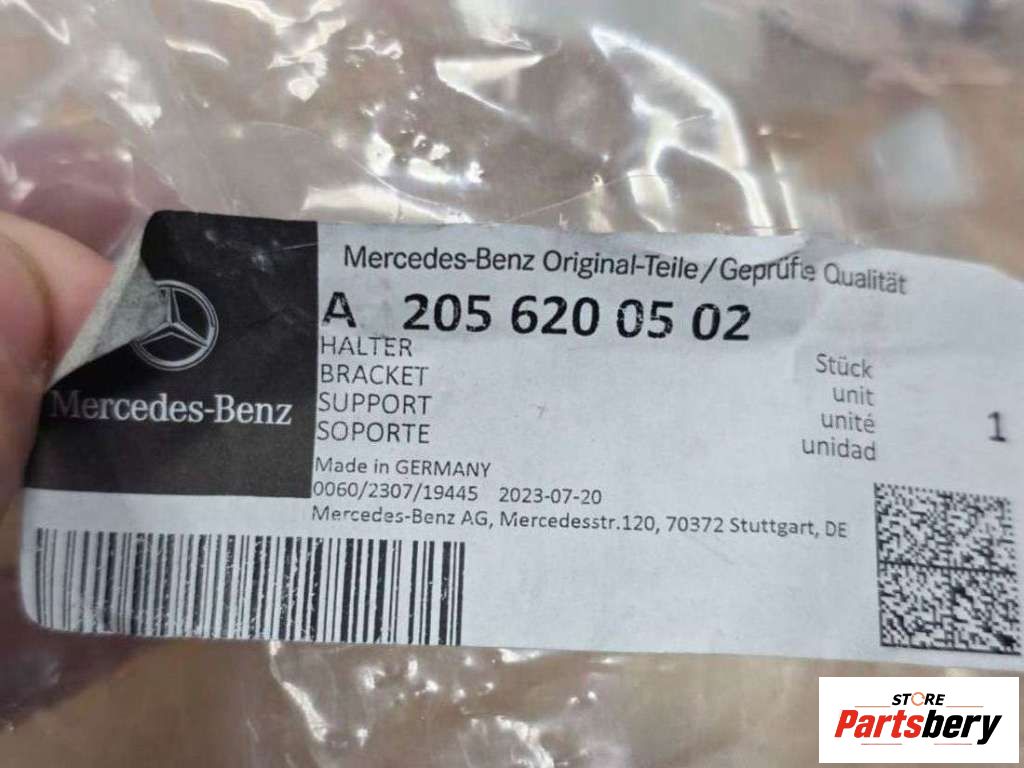 Mercedes-Benz Original-Teile/Geprüfte Qualität
A 205 620 05 02
HALTER
BRACKET
SUPPORT
SOPORTE
Stück
unit
unité
unidad
1
Mercedes-Benz
Made in GERMANY
0060/2307/19445 2023-07-20
Mercedes-Benz AG, Mercedesstr.120, 70372 Stuttgart, DE
STORE
Partsbery